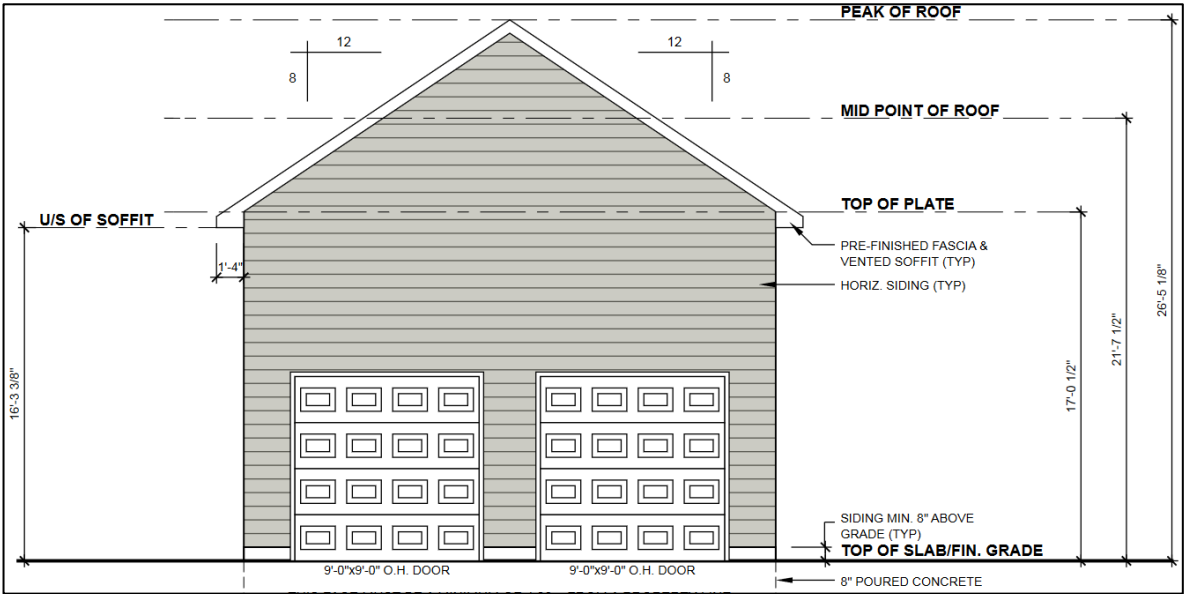 PEAK OF ROOF
12
12
8
8
MID POINT OF ROOF
U/S OF SOFFIT
TOP OF PLATE
PRE-FINISHED FASCIA &
VENTED SOFFIT (TYP)
1'-4"
HORIZ. SIDING (TYP)
26'-5 1/8"
21'-7 1/2"
16'-3 3/8"
17'-0 1/2"
SIDING MIN. 8" ABOVE
GRADE (TYP)
TOP OF SLAB/FIN. GRADE
9'-0"x9'-0" O.H. DOOR
9'-0"x9'-0" O.H. DOOR
8" POURED CONCRETE